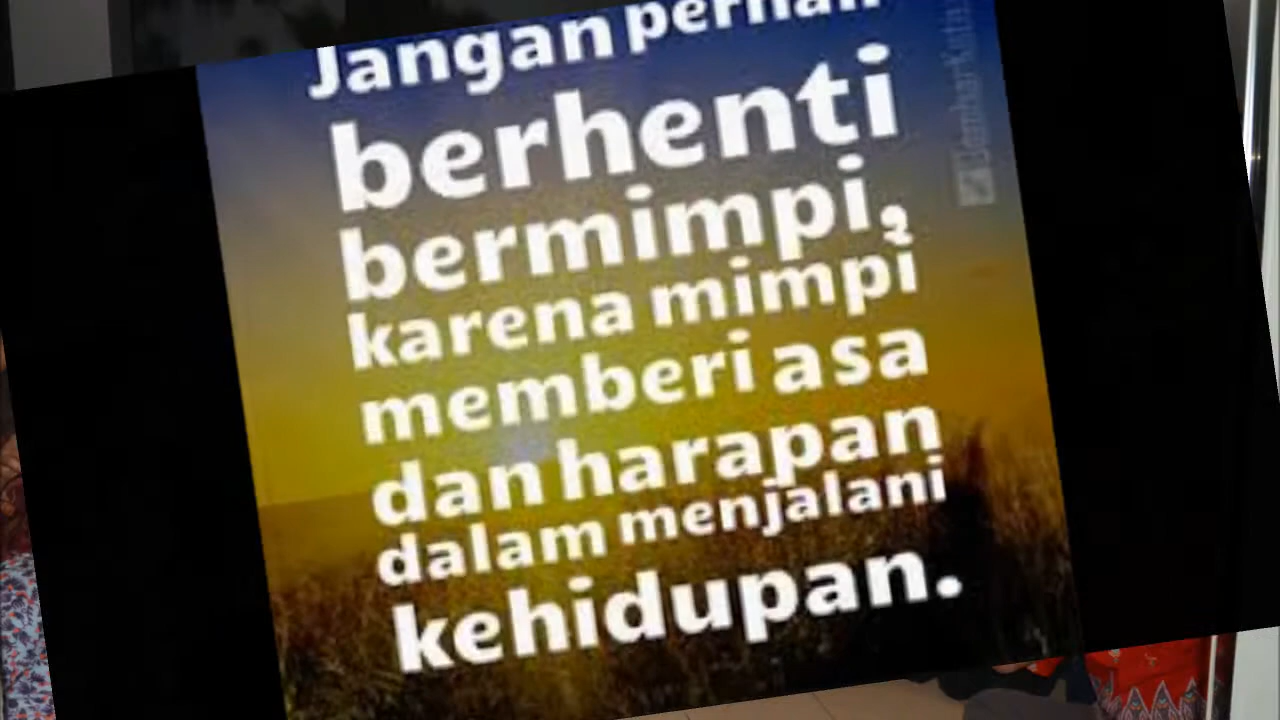 Jangan pernah
berhenti
bermimpi,
karena mimpi
memberi asa
dan harapan
dalam menjalani
kehidupan.